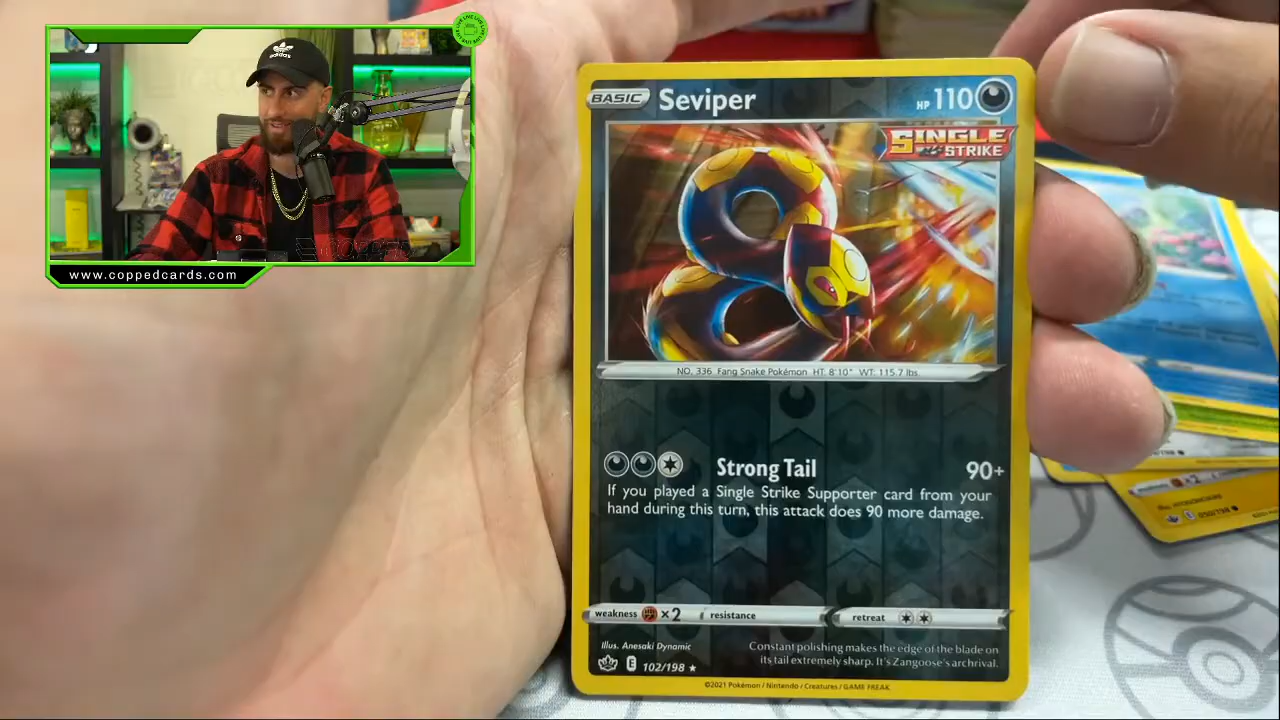 adidas
www.coppedcards.com
BASIC Seviper HP 110
SINGLE
STRIKE
NO. 336 Fang Snake Pokémon HT: 8'10" WT: 115.7 lbs.
Strong Tail 90+
If you played a Single Strike Supporter card from your
hand during this turn, this attack does 90 more damage.
weakness ×2 resistance retreat
Illus. Anesaki Dynamic
Constant polishing makes the edge of the blade on
its tail extremely sharp. It's Zangoose's archrival.
E 102/198 ★
©2021 Pokémon / Nintendo / Creatures / GAME FREAK